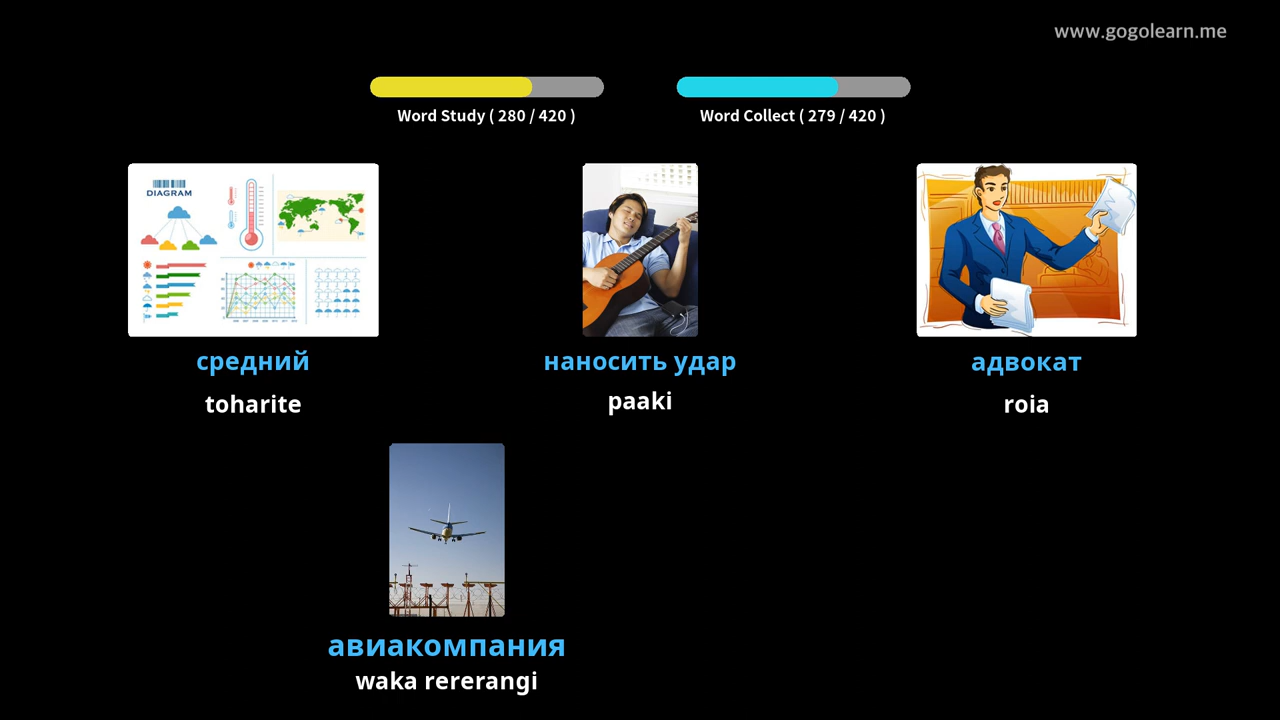 www.gogolearn.me
Word Study ( 280 / 420 )
Word Collect ( 279 / 420 )
DIAGRAM
средний
toharite
наносить удар
paaki
адвокат
roia
авиакомпания
waka rererangi